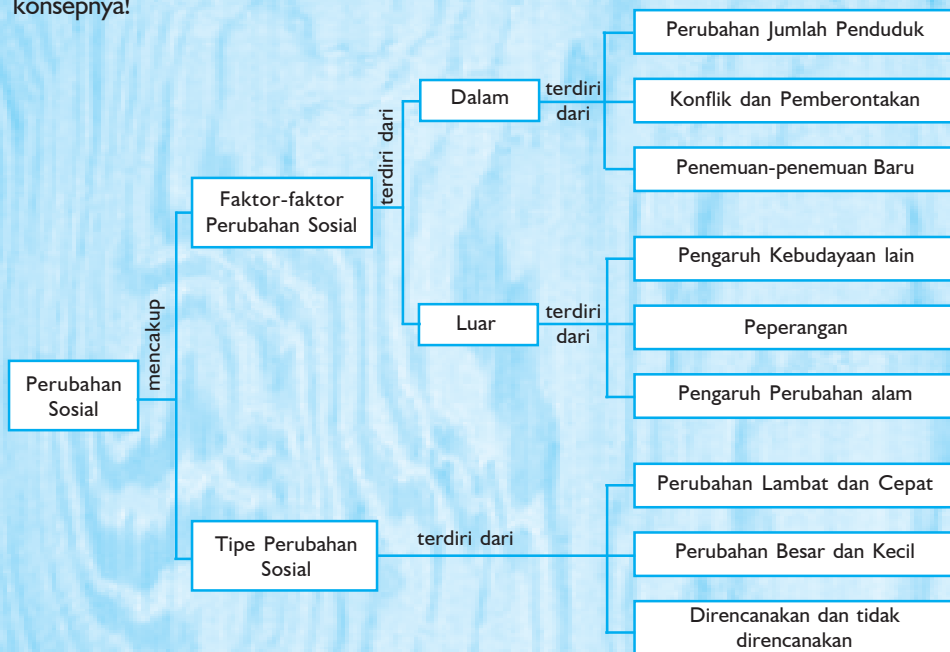 konsepnya!
Perubahan Jumlah Penduduk
Dalam
terdiri
dari
Konflik dan Pemberontakan
terdiri dari
Penemuan-penemuan Baru
Faktor-faktor
Perubahan Sosial
Pengaruh Kebudayaan lain
Luar
terdiri
dari
Peperangan
mencakup
Pengaruh Perubahan alam
Perubahan
Sosial
Perubahan Lambat dan Cepat
Tipe Perubahan
Sosial
terdiri dari
Perubahan Besar dan Kecil
Direncanakan dan tidak
direncanakan